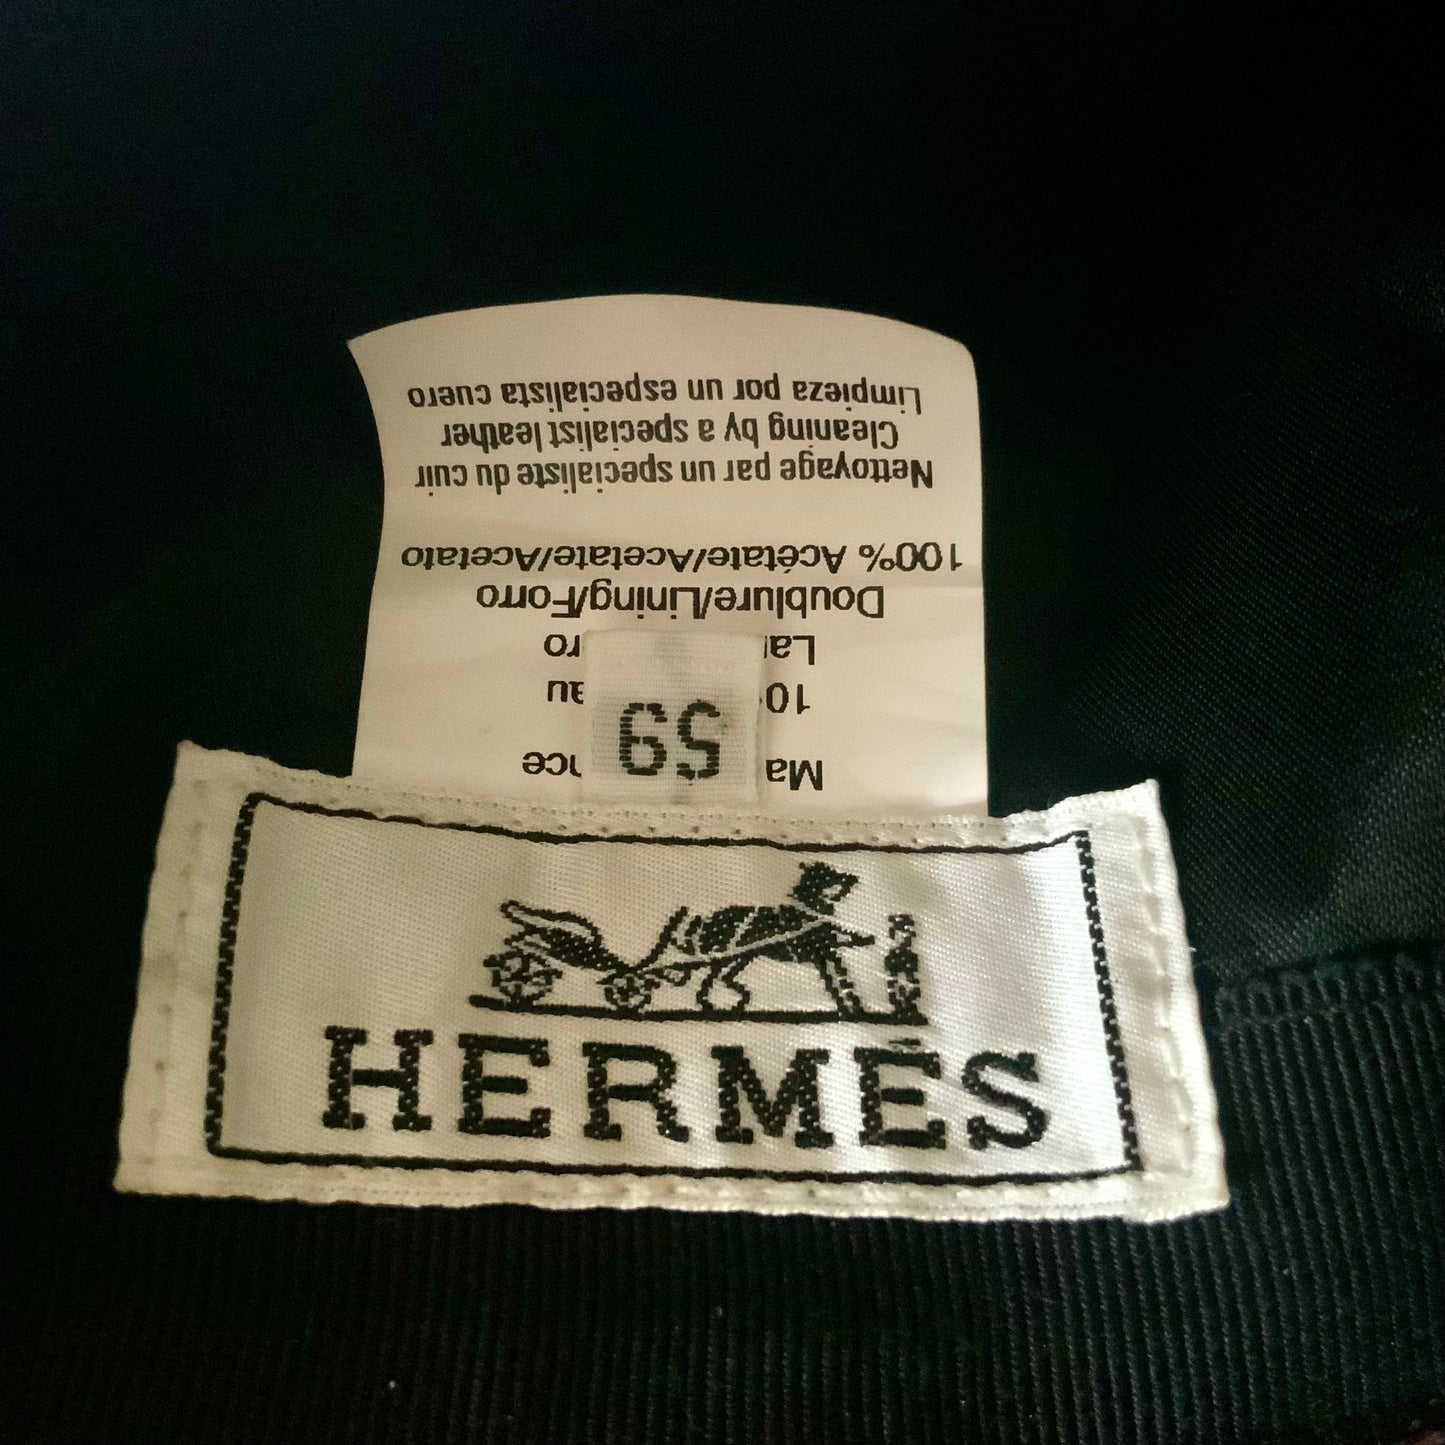 HERMES
59
Doublure/Lining/Forro
100% Acétate/Acetate/Acetato
Nettoyage par un specialiste du cuir
Cleaning by a specialist leather
Limpieza por un especialista cuero